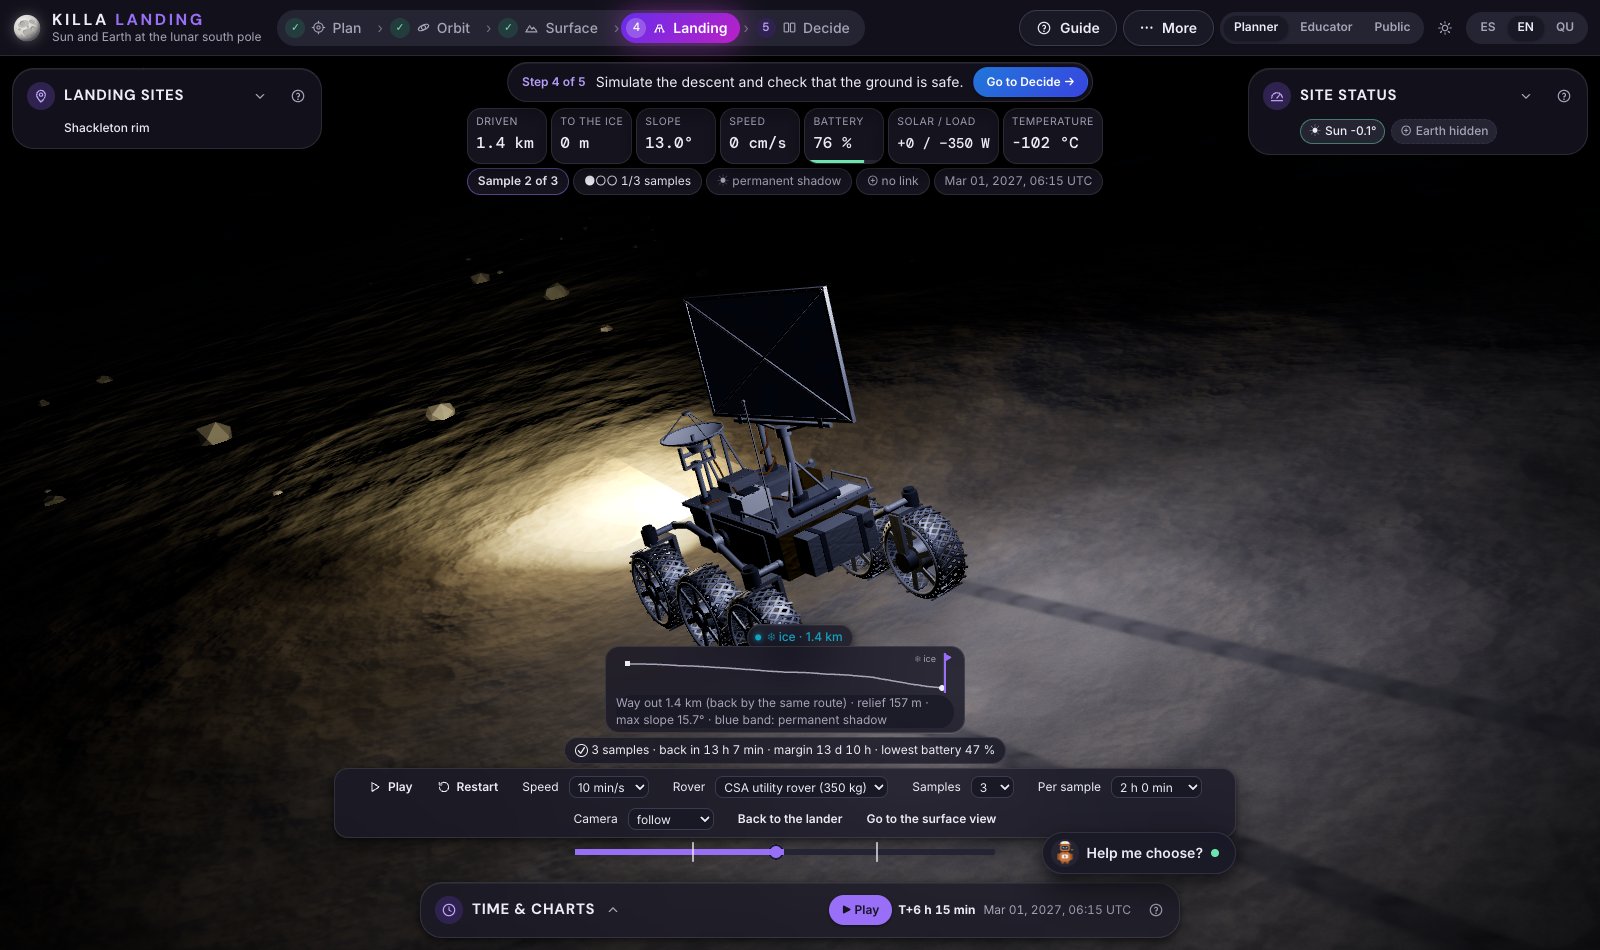 KILLA LANDING
Sun and Earth at the lunar south pole
Plan
Orbit
Surface
4 Landing
5 Decide
Guide
More
Planner
Educator
Public
ES
EN
QU
LANDING SITES
Shackleton rim
Step 4 of 5 Simulate the descent and check that the ground is safe. Go to Decide →
DRIVEN
1.4 km
TO THE ICE
0 m
SLOPE
13.0°
SPEED
0 cm/s
BATTERY
76 %
SOLAR / LOAD
+0 / −350 W
TEMPERATURE
-102 °C
Sample 2 of 3
1/3 samples
permanent shadow
no link
Mar 01, 2027, 06:15 UTC
SITE STATUS
Sun -0.1°
Earth hidden
ice · 1.4 km
ice
Way out 1.4 km (back by the same route) · relief 157 m ·
max slope 15.7° · blue band: permanent shadow
3 samples · back in 13 h 7 min · margin 13 d 10 h · lowest battery 47 %
Play
Restart
Speed 10 min/s
Rover CSA utility rover (350 kg)
Samples 3
Per sample 2 h 0 min
Camera follow
Back to the lander
Go to the surface view
Help me choose?
TIME & CHARTS
Play
T+6 h 15 min
Mar 01, 2027, 06:15 UTC